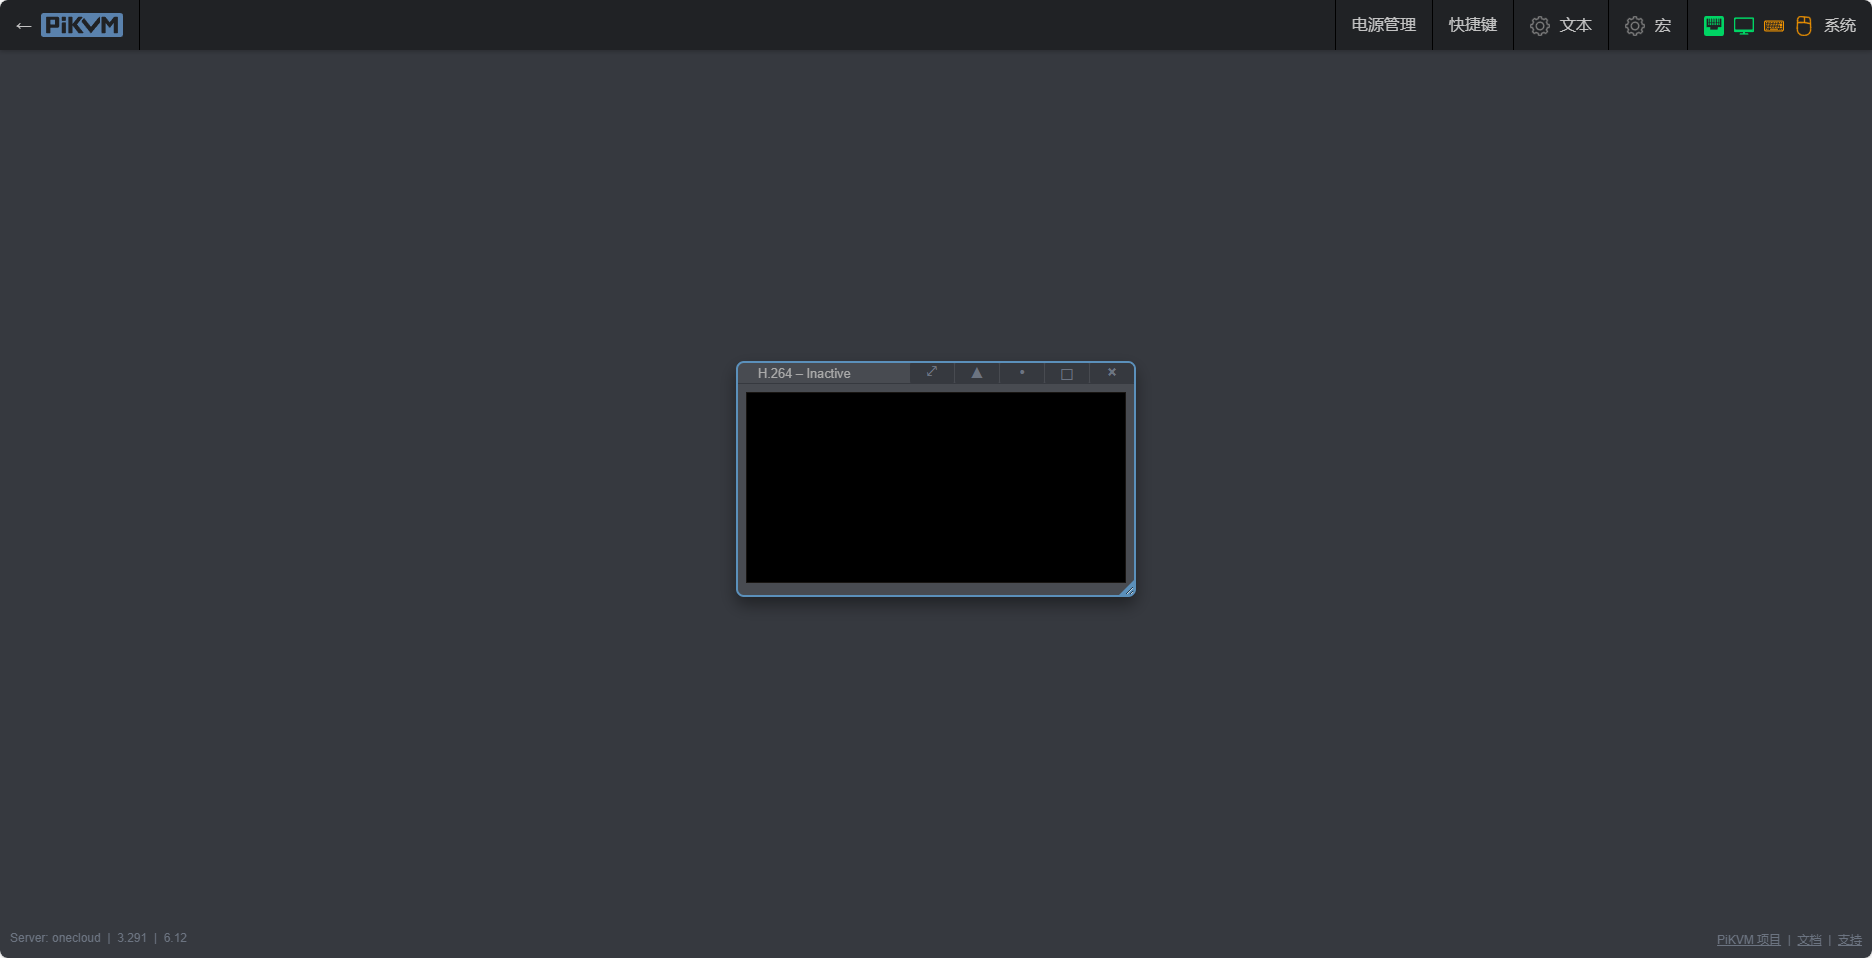 ← PiKVM
电源管理
快捷键
文本
宏
系统
H.264 – Inactive
Server: onecloud | 3.291 | 6.12
PiKVM 项目 | 文档 | 支持